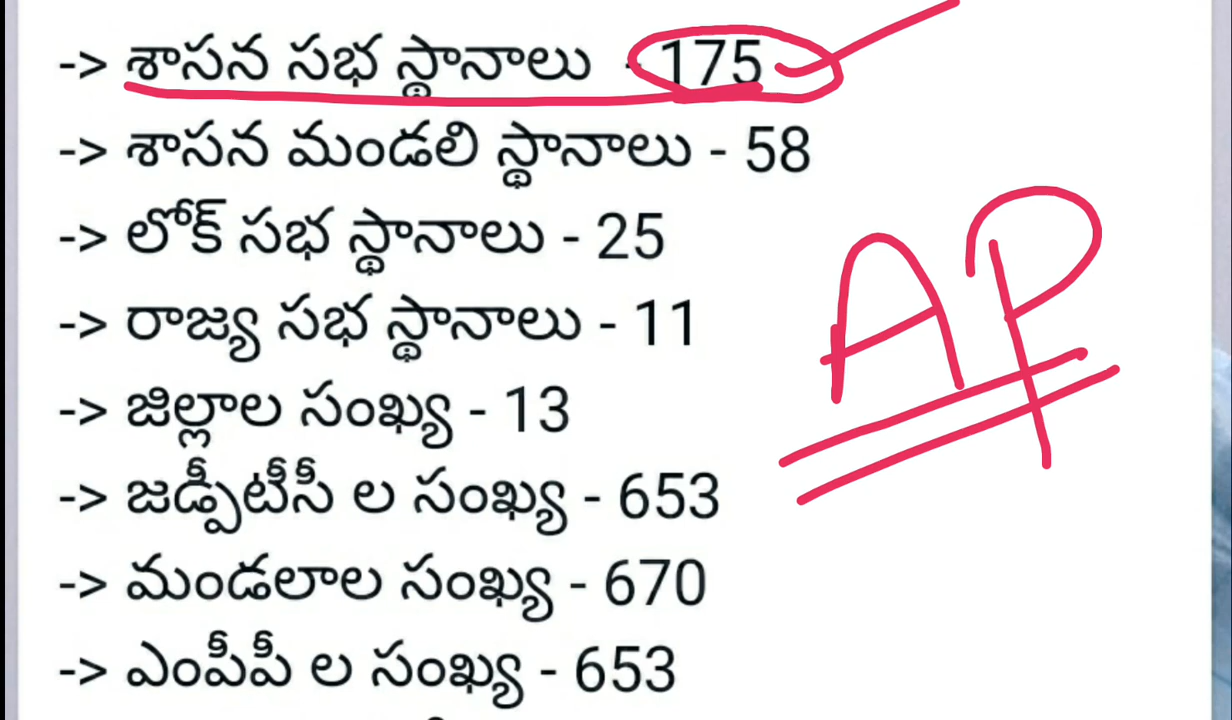 -> శాసన సభ స్థానాలు - 175
-> శాసన మండలి స్థానాలు - 58
-> లోక్ సభ స్థానాలు - 25
-> రాజ్య సభ స్థానాలు - 11
-> జిల్లాల సంఖ్య - 13
-> జడ్పీటీసీ ల సంఖ్య - 653
-> మండలాల సంఖ్య - 670
-> ఎంపీపీ ల సంఖ్య - 653
AP